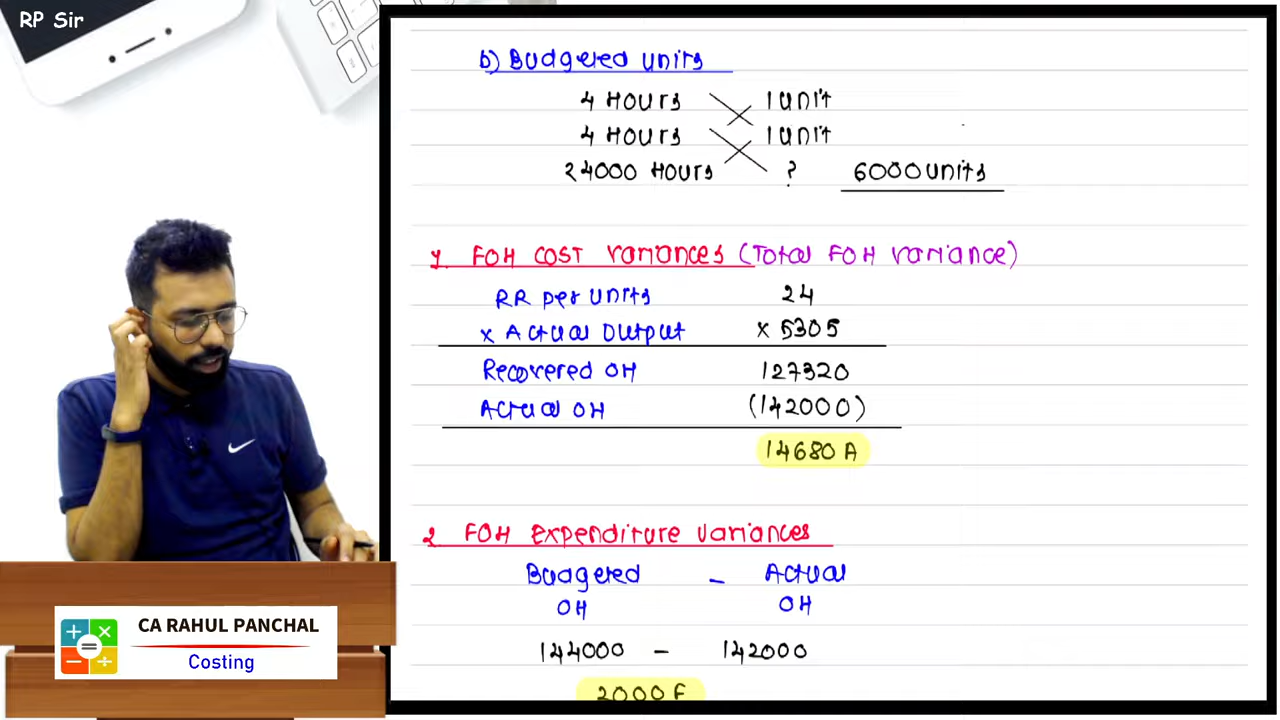 RP Sir
b) Budgered units
4 Hours 1 unit
4 Hours 1 unit
24000 Hours ? 6000 units
1. FOH COST variances (Total FOH variance)
RR per units 24
x Actual Output x 5305
Recovered OH 127320
Actual OH (142000)
14680 A
2 FOH Expenditure variances
Budgered - Actual
OH OH
144000 - 142000
2000 F
CA RAHUL PANCHAL
Costing